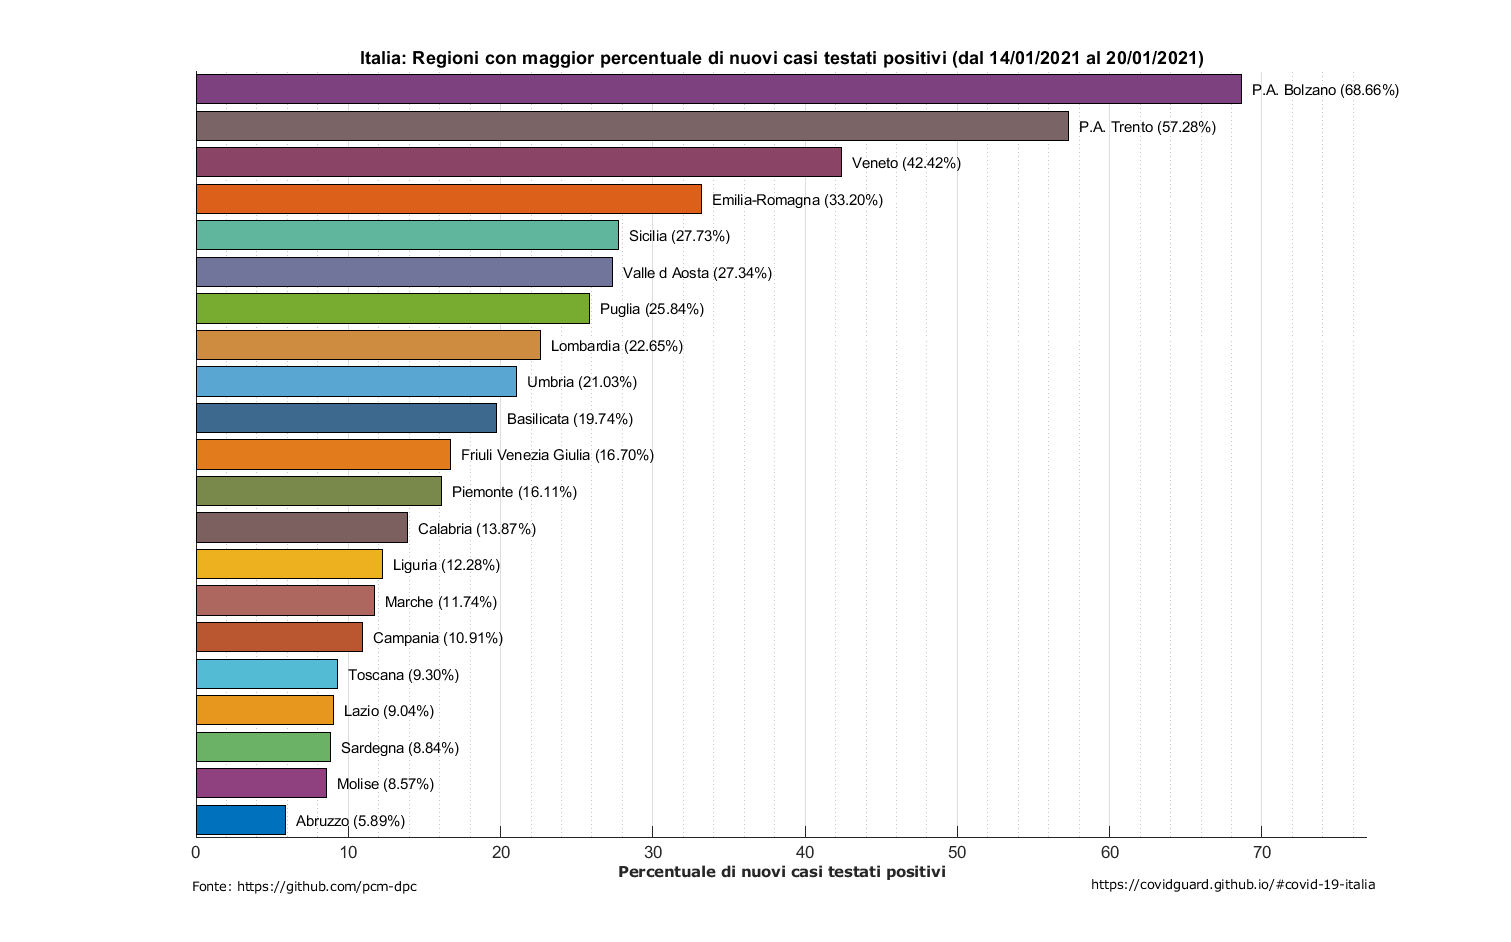 Italia: Regioni con maggior percentuale di nuovi casi testati positivi (dal 14/01/2021 al 20/01/2021)
P.A. Bolzano (68.66%)
P.A. Trento (57.28%)
Veneto (42.42%)
Emilia-Romagna (33.20%)
Sicilia (27.73%)
Valle d Aosta (27.34%)
Puglia (25.84%)
Lombardia (22.65%)
Umbria (21.03%)
Basilicata (19.74%)
Friuli Venezia Giulia (16.70%)
Piemonte (16.11%)
Calabria (13.87%)
Liguria (12.28%)
Marche (11.74%)
Campania (10.91%)
Toscana (9.30%)
Lazio (9.04%)
Sardegna (8.84%)
Molise (8.57%)
Abruzzo (5.89%)
0 10 20 30 40 50 60 70
Percentuale di nuovi casi testati positivi
Fonte: https://github.com/pcm-dpc
https://covidguard.github.io/#covid-19-italia